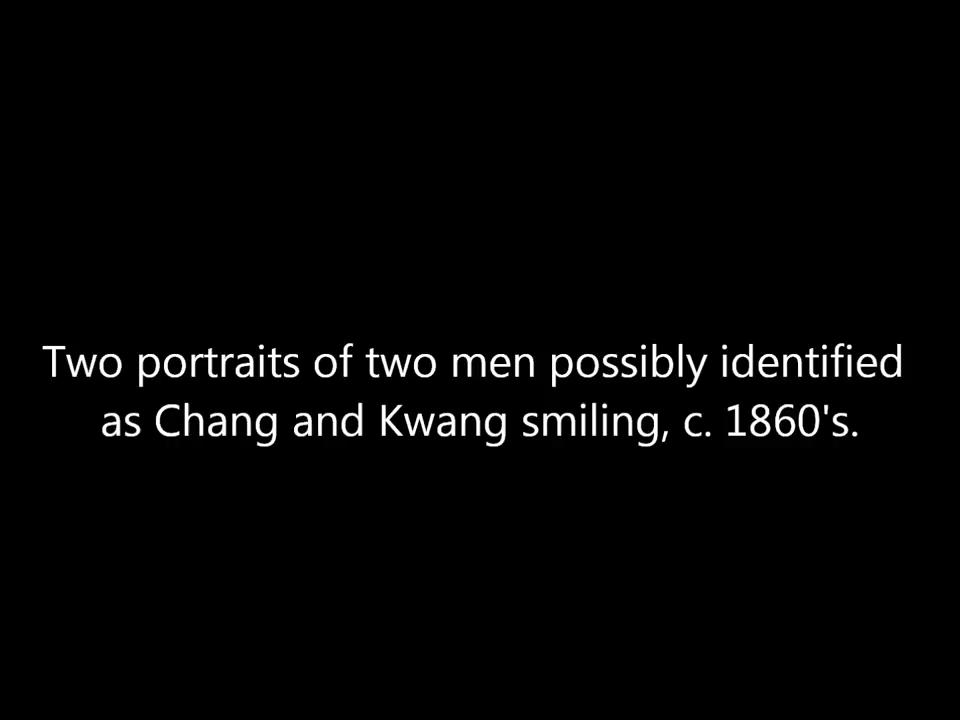 Two portraits of two men possibly identified
as Chang and Kwang smiling, c. 1860's.